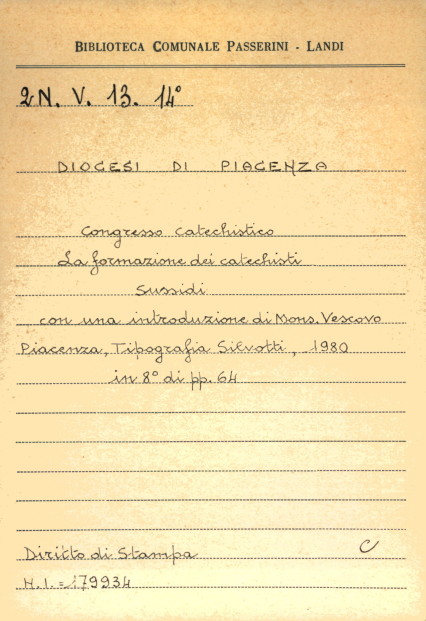 BIBLIOTECA COMUNALE PASSERINI - LANDI
2N. V. 13. 14°
DIOCESI DI PIACENZA
Congresso catechistico
La formazione dei catechisti
Sussidi
con una introduzione di Mons. Vescovo
Piacenza, Tipografia Silvotti, 1980
in 8° di pp. 64
Diritto di Stampa
C
N.I. = 179934